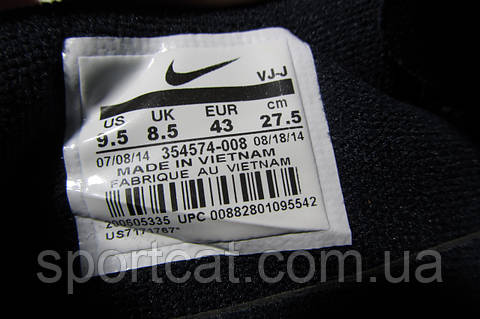 VJ-J
US UK EUR cm
9.5 8.5 43 27.5
07/08/14 354574-008 08/18/14
MADE IN VIETNAM
FABRIQUE AU VIETNAM
200605335 UPC 00882801095542
sportcat.com.ua